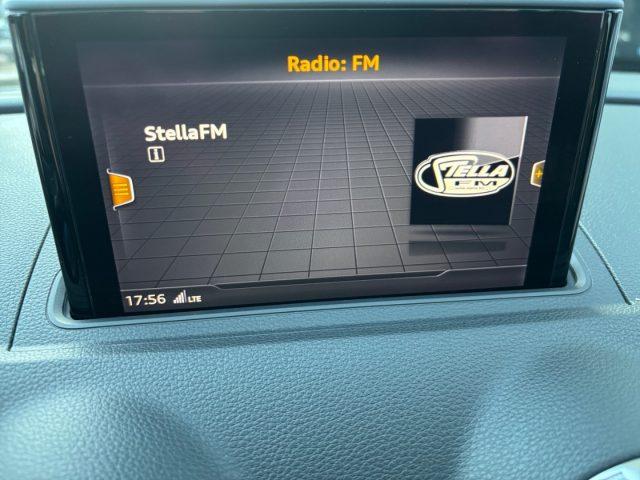 Radio: FM
StellaFM
i
STELLA
FM
17:56 LTE